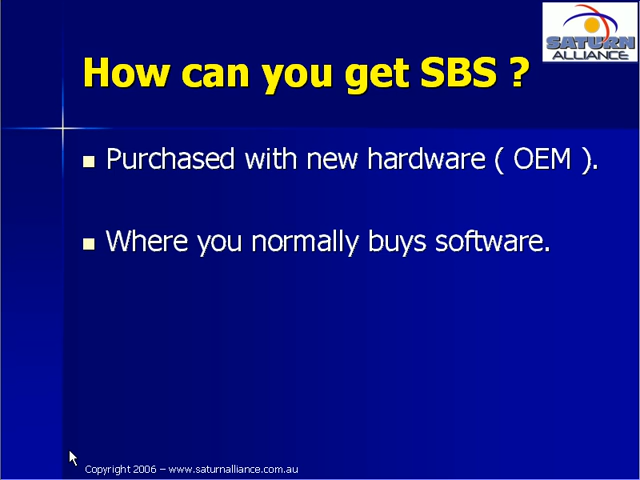 SATURN
ALLIANCE
How can you get SBS ?
Purchased with new hardware ( OEM ).
Where you normally buys software.
Copyright 2006 – www.saturnalliance.com.au